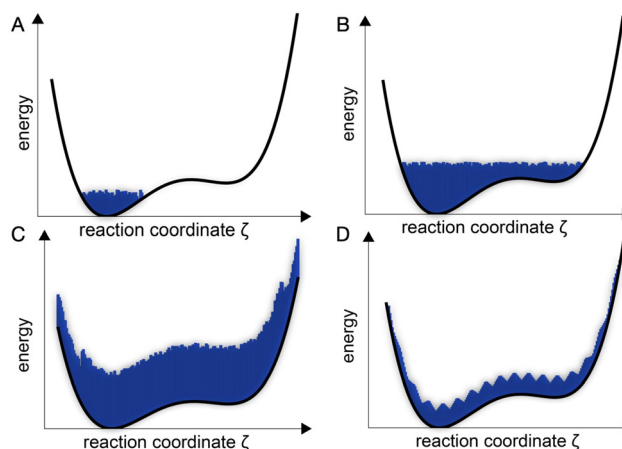 A
energy
reaction coordinate ζ
B
energy
reaction coordinate ζ
C
energy
reaction coordinate ζ
D
energy
reaction coordinate ζ